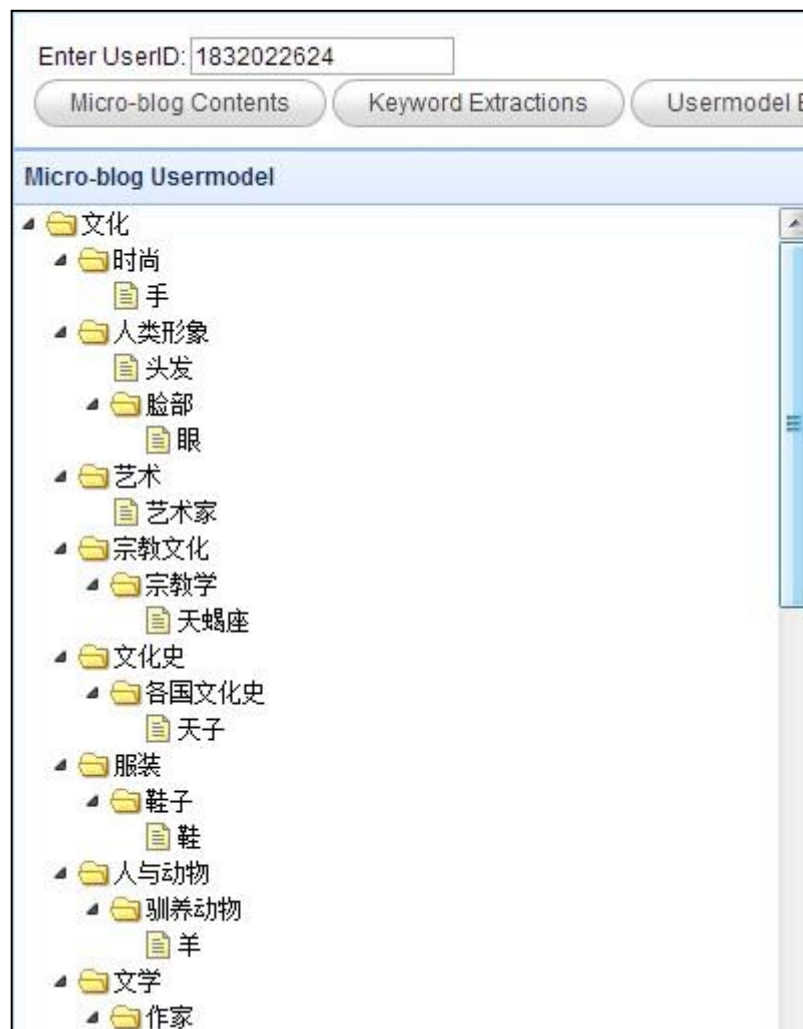 Enter UserID: 1832022624
Micro-blog Contents Keyword Extractions Usermodel
Micro-blog Usermodel
文化
时尚
手
人类形象
头发
脸部
眼
艺术
艺术家
宗教文化
宗教学
天蝎座
文化史
各国文化史
天子
服装
鞋子
鞋
人与动物
驯养动物
羊
文学
作家